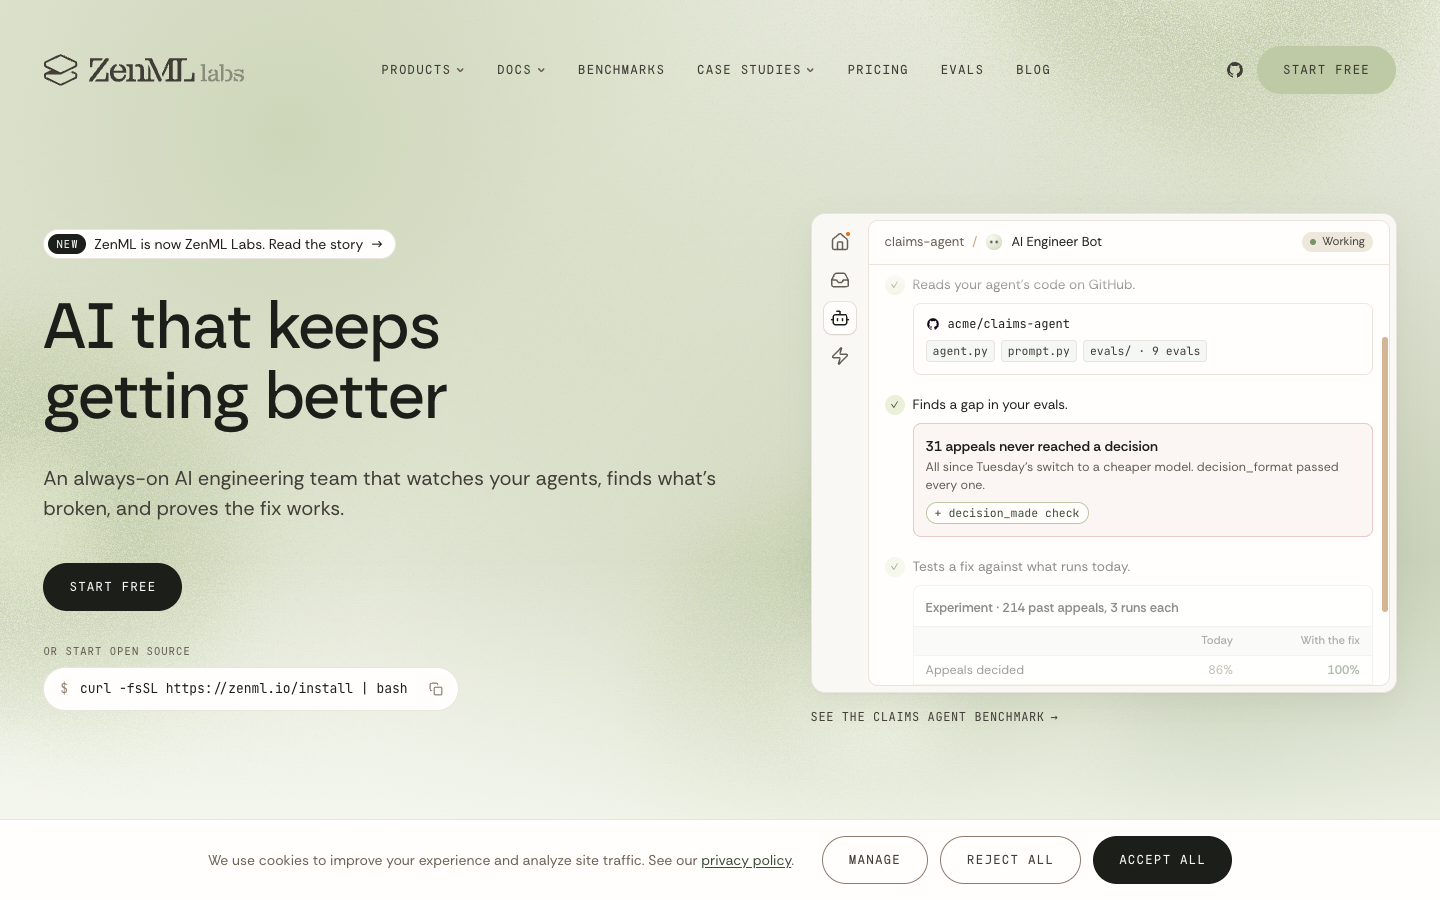 ZenML labs
PRODUCTS
DOCS
BENCHMARKS
CASE STUDIES
PRICING
EVALS
BLOG
START FREE
NEW ZenML is now ZenML Labs. Read the story →
AI that keeps
getting better
An always-on AI engineering team that watches your agents, finds what's
broken, and proves the fix works.
START FREE
OR START OPEN SOURCE
$ curl -fsSL https://zenml.io/install | bash
claims-agent / AI Engineer Bot
Working
Reads your agent's code on GitHub.
acme/claims-agent
agent.py prompt.py evals/ · 9 evals
Finds a gap in your evals.
31 appeals never reached a decision
All since Tuesday's switch to a cheaper model. decision_format passed
every one.
+ decision_made check
Tests a fix against what runs today.
Experiment · 214 past appeals, 3 runs each
Today With the fix
Appeals decided 86% 100%
SEE THE CLAIMS AGENT BENCHMARK →
We use cookies to improve your experience and analyze site traffic. See our privacy policy.
MANAGE
REJECT ALL
ACCEPT ALL